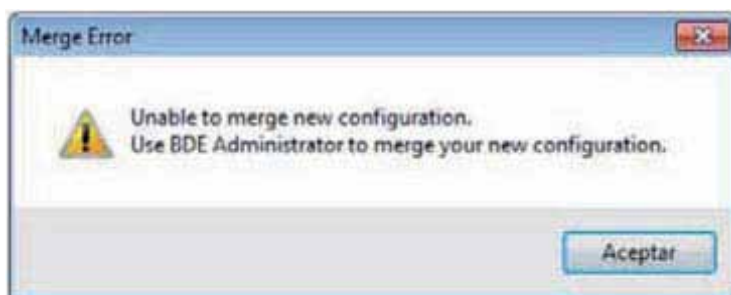 Merge Error
Unable to merge new configuration.
Use BDE Administrator to merge your new configuration.
Aceptar